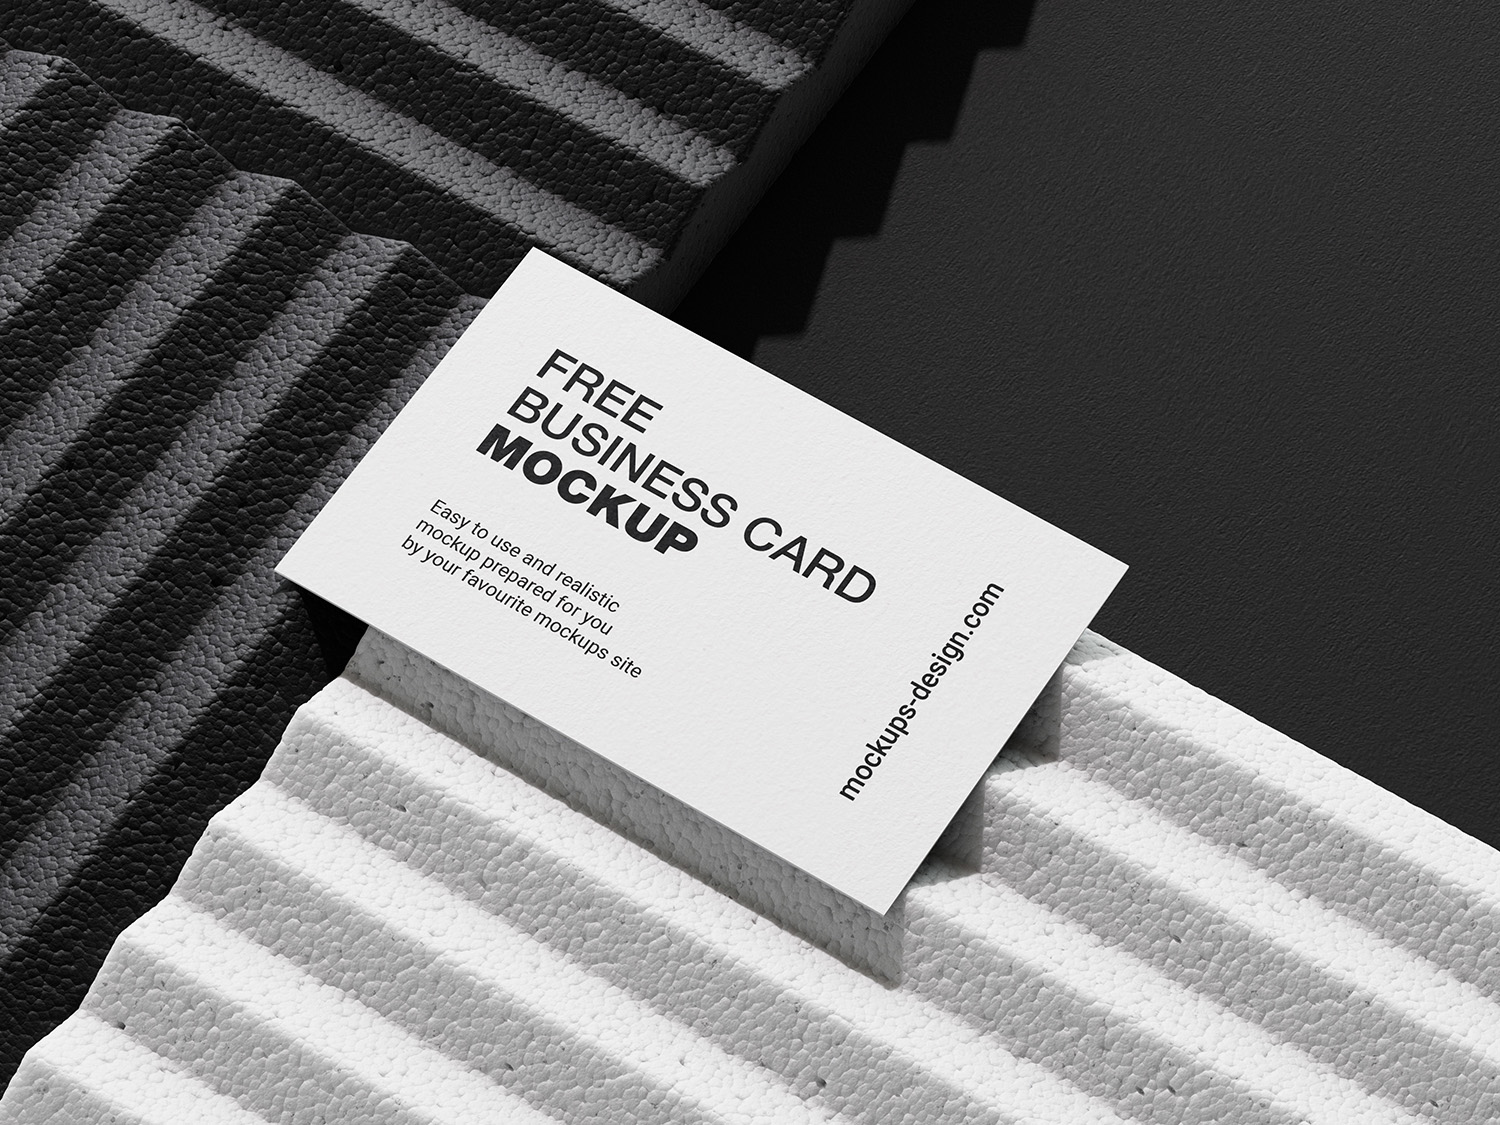 FREE
BUSINESS CARD
MOCKUP
Easy to use and realistic
mockup prepared for you
by your favourite mockups site
mockups-design.com